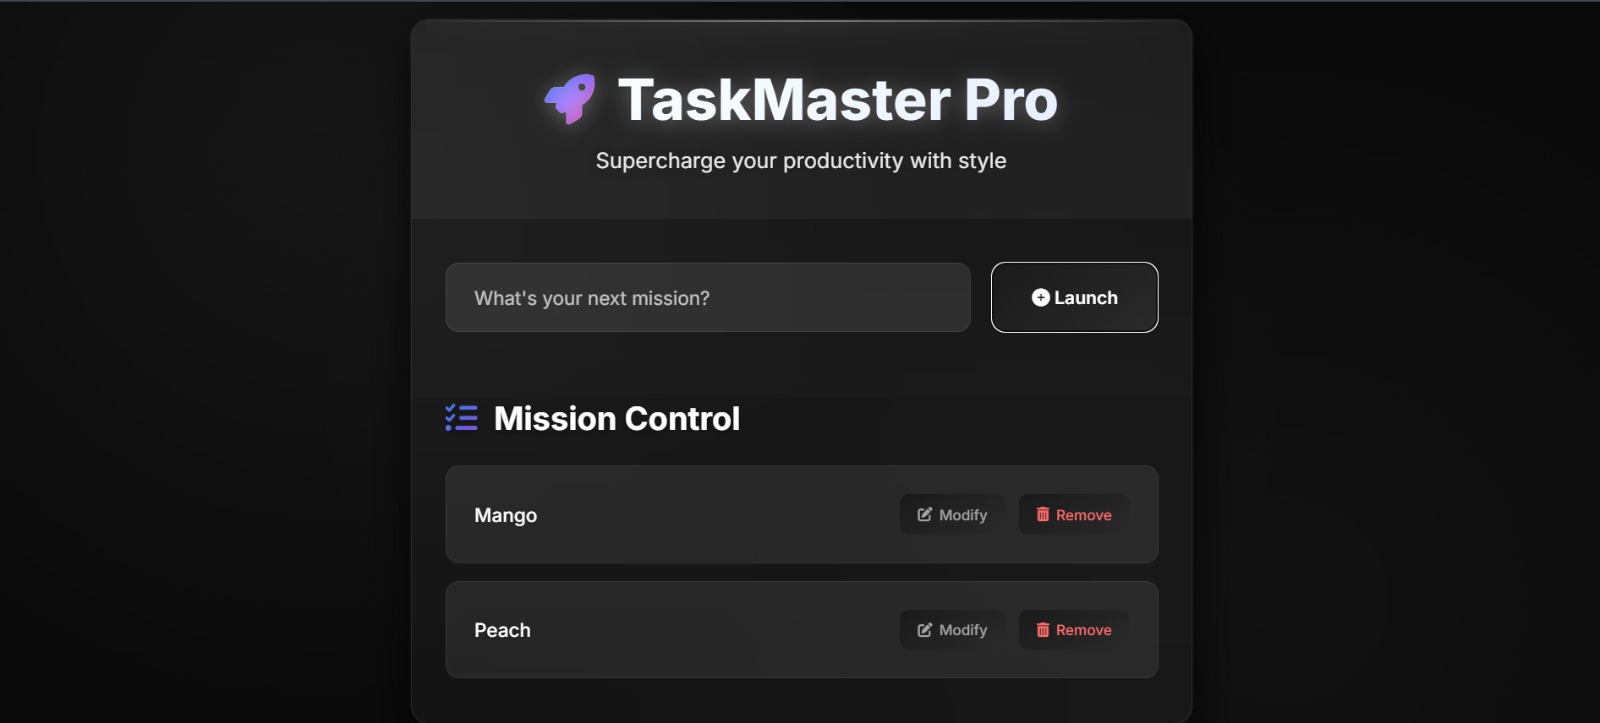 TaskMaster Pro
Supercharge your productivity with style
What's your next mission?
Launch
Mission Control
Mango
Modify
Remove
Peach
Modify
Remove